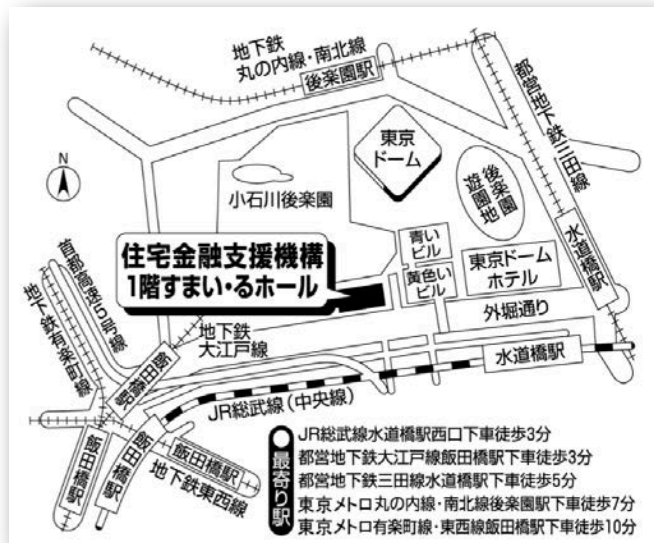 地下鉄
丸の内線・南北線
後楽園駅
都営地下鉄三田線
東京
ドーム
N
小石川後楽園
後楽園
遊園地
青い
ビル
水道橋駅
住宅金融支援機構
1階すまい・るホール
黄色い
ビル
東京ドーム
ホテル
首都高速5号線
地下鉄有楽町線
外堀通り
地下鉄
大江戸線
飯田橋駅
水道橋駅
JR総武線(中央線)
飯田橋駅
飯田橋駅
飯田橋駅
地下鉄東西線
最寄り駅
JR総武線水道橋駅西口下車徒歩3分
都営地下鉄大江戸線飯田橋駅下車徒歩3分
都営地下鉄三田線水道橋駅下車徒歩5分
東京メトロ丸の内線・南北線後楽園駅下車徒歩7分
東京メトロ有楽町線・東西線飯田橋駅下車徒歩10分